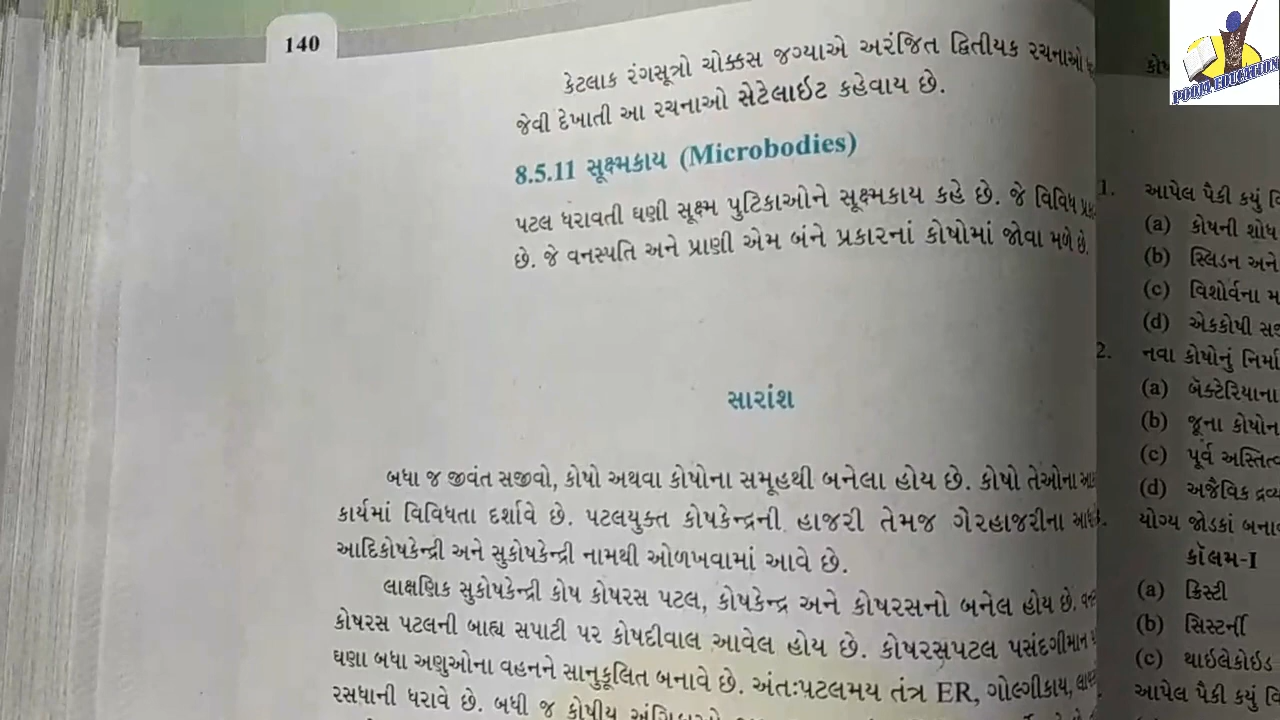 140
કેટલાક રંગસૂત્રો ચોક્કસ જગ્યાએ અરંજિત દ્વિતીયક રચનાઓ
જેવી દેખાતી આ રચનાઓ સેટેલાઇટ કહેવાય છે.
8.5.11 સૂક્ષ્મકાય (Microbodies)
પટલ ધરાવતી ઘણી સૂક્ષ્મ પુટિકાઓને સૂક્ષ્મકાય કહે છે. જે વિવિધ
છે. જે વનસ્પતિ અને પ્રાણી એમ બંને પ્રકારનાં કોષોમાં જોવા મળે છે.
સારાંશ
બધા જ જીવંત સજીવો, કોષો અથવા કોષોના સમૂહથી બનેલા હોય છે. કોષો તેઓના
કાર્યમાં વિવિધતા દર્શાવે છે. પટલયુક્ત કોષકેન્દ્રની હાજરી તેમજ ગેરહાજરીના
આદિકોષકેન્દ્રી અને સુકોષકેન્દ્રી નામથી ઓળખવામાં આવે છે.
લાક્ષણિક સુકોષકેન્દ્રી કોષ કોષરસ પટલ, કોષકેન્દ્ર અને કોષરસનો બનેલ હોય છે.
કોષરસ પટલની બાહ્ય સપાટી પર કોષદીવાલ આવેલ હોય છે. કોષરસપટલ પસંદગીમાન
ઘણા બધા અણુઓના વહનને સાનુકૂલિત બનાવે છે. અંતઃપટલમય તંત્ર ER, ગોલ્ગીકાય,
રસધાની ધરાવે છે. બધી જ કોષીય
1. આપેલ પૈકી કયું
(a) કોષની શોધ
(b) સ્લિડન અને
(c) વિશોર્વના
(d) એકકોષી
2. નવા કોષોનું
(a) બૅક્ટેરિયાના
(b) જૂના
(c) પૂર્વ
(d) અજૈવિક
યોગ્ય જોડકાં
કૉલમ-I
(a) ક્રિસ્ટી
(b) સિસ્ટર્ની
(c) થાઇલેકોઇડ
આપેલ પૈકી કયું
POOJA EDUCATION